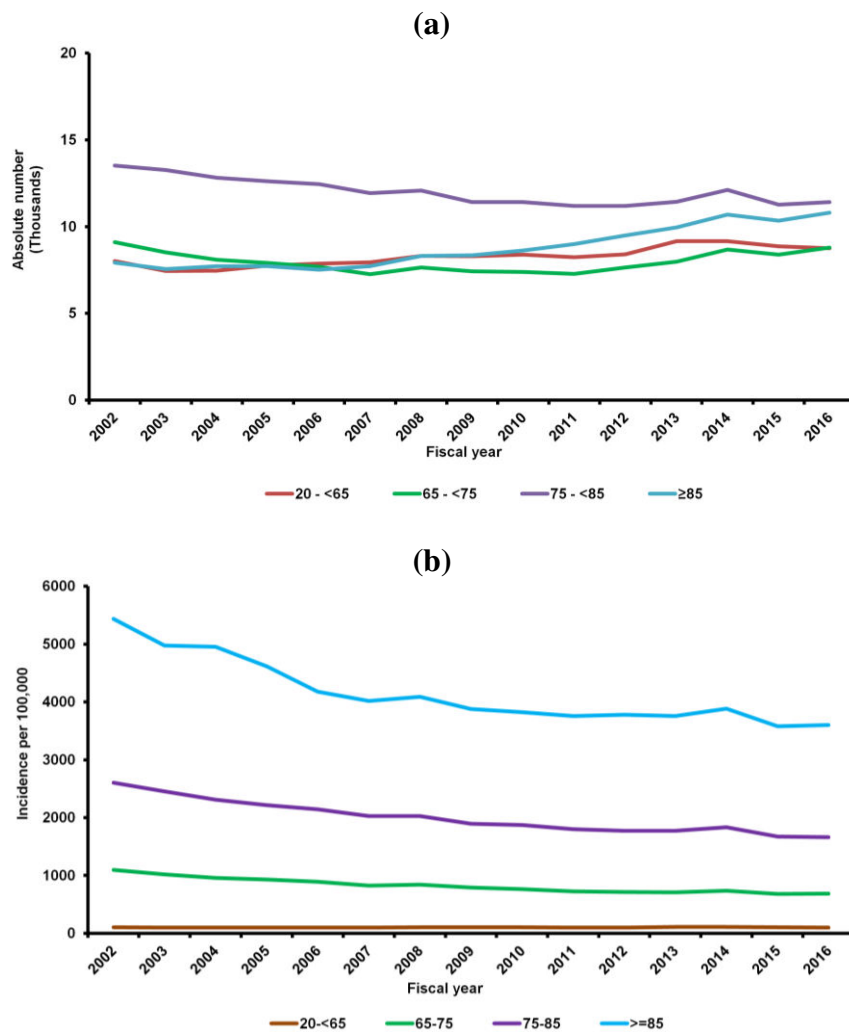 (a)
20
15
10
5
0
Absolute number
(Thousands)
2002 2003 2004 2005 2006 2007 2008 2009 2010 2011 2012 2013 2014 2015 2016
Fiscal year
20 - <65 65 - <75 75 - <85 ≥85
(b)
6000
5000
4000
3000
2000
1000
0
Incidence per 100,000
2002 2003 2004 2005 2006 2007 2008 2009 2010 2011 2012 2013 2014 2015 2016
Fiscal year
20-<65 65-75 75-85 >=85